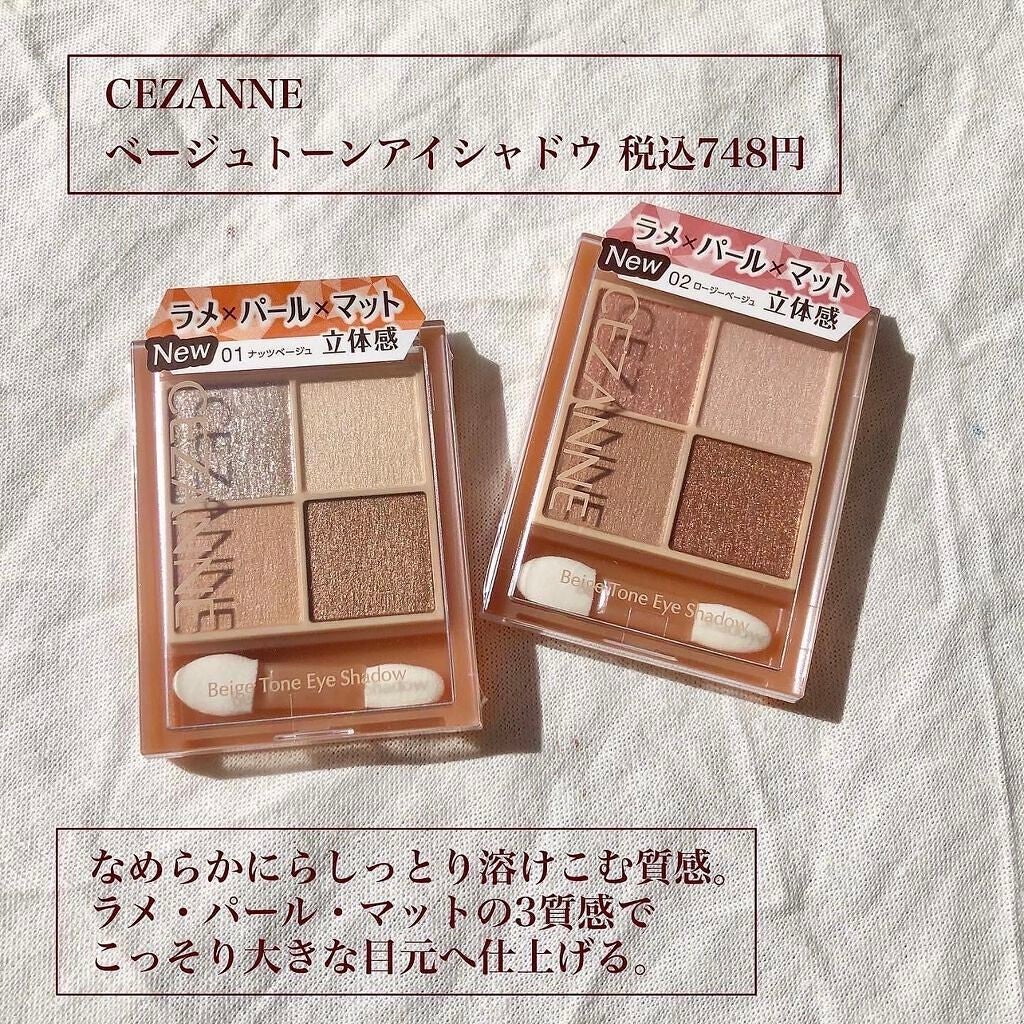 CEZANNE
ベージュトーンアイシャドウ 税込748円
ラメ×パール×マット
New 01 ナッツベージュ 立体感
CEZANNE
Beige Tone Eye Shadow
ラメ×パール×マット
New 02 ロージーベージュ 立体感
CEZANNE
Beige Tone Eye Shadow
なめらかにらしっとり溶けこむ質感。
ラメ・パール・マットの3質感で
こっそり大きな目元へ仕上げる。